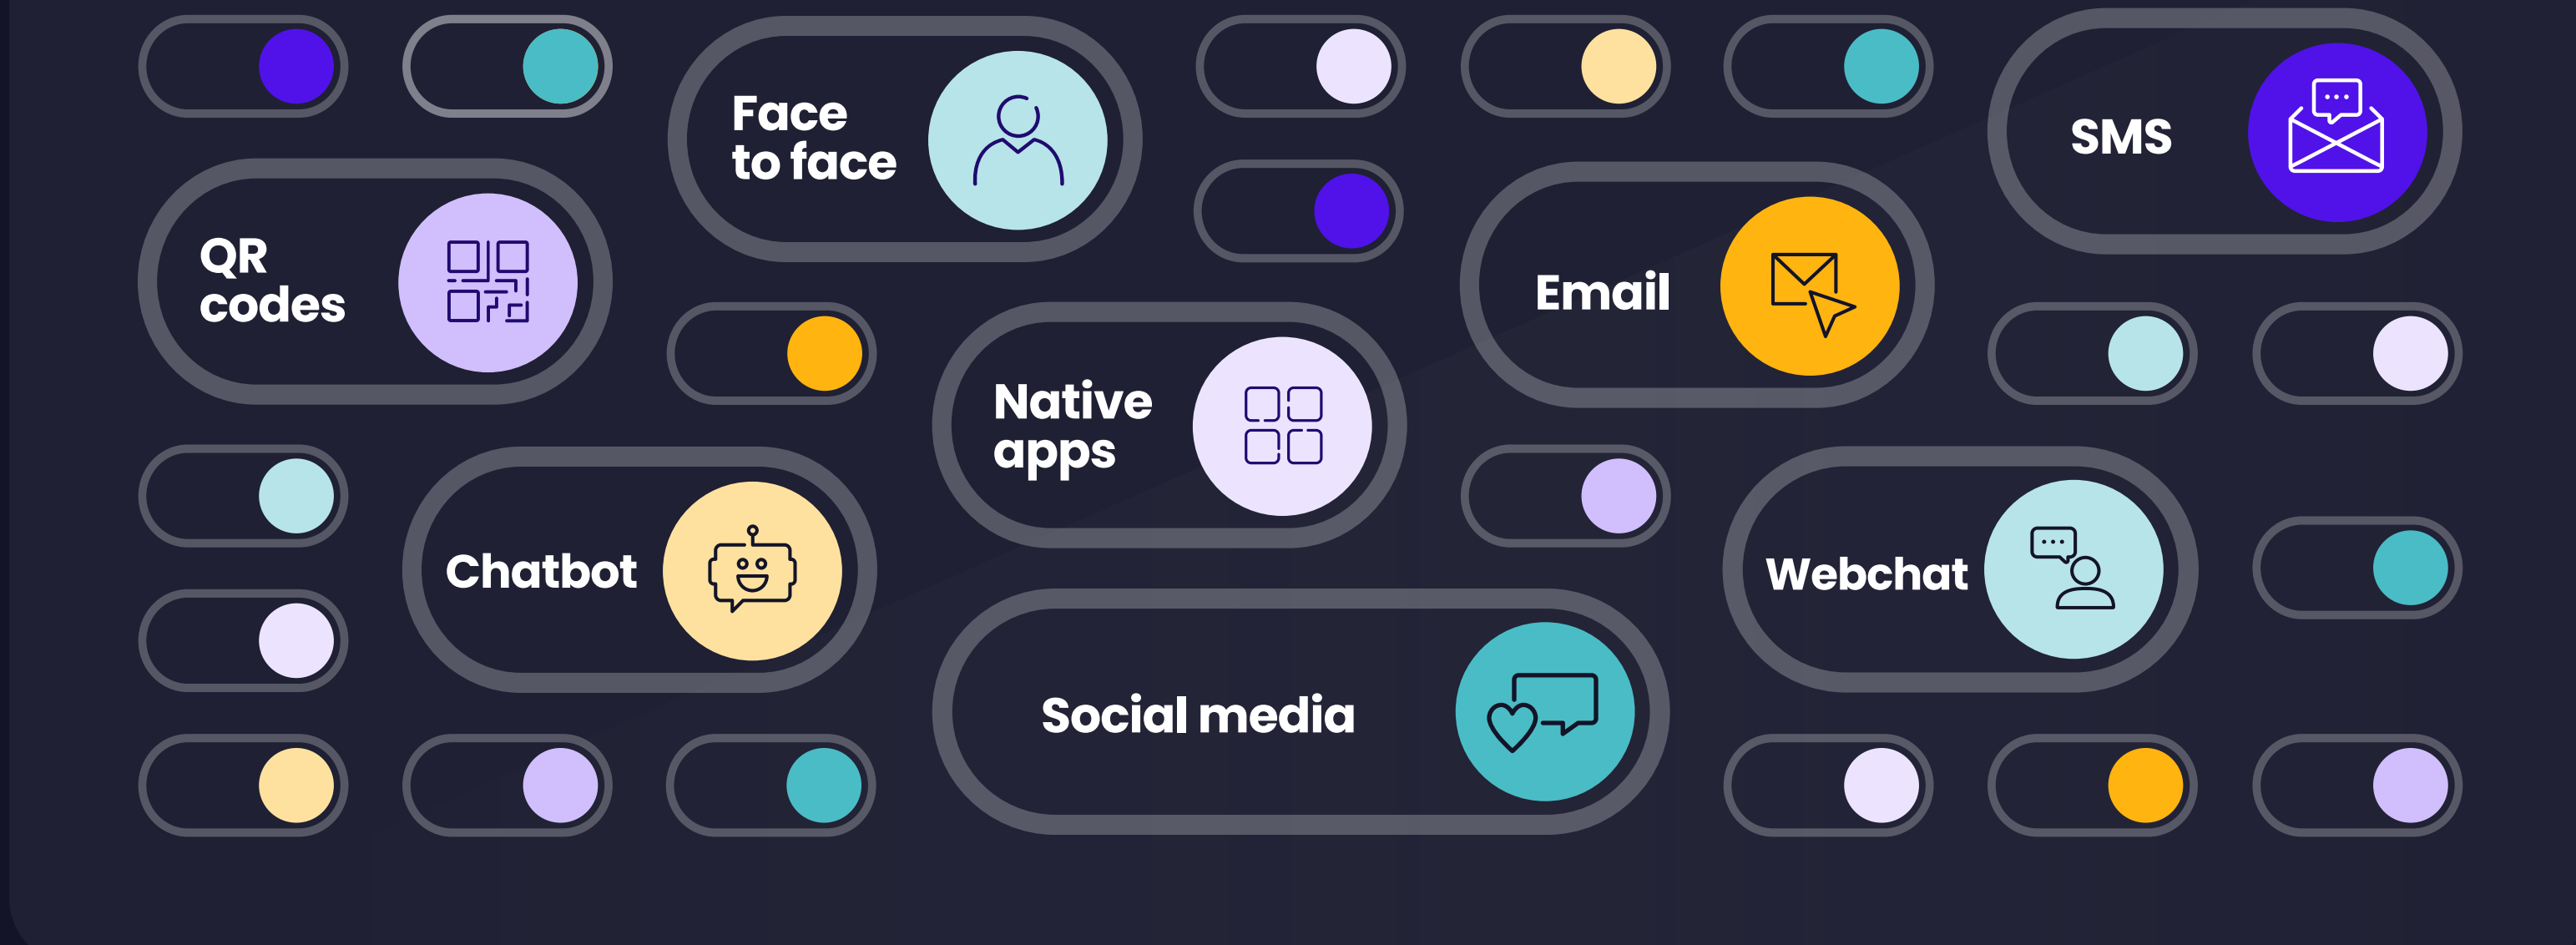 Face
to face
SMS
QR
codes
Email
Native
apps
Chatbot
Webchat
Social media